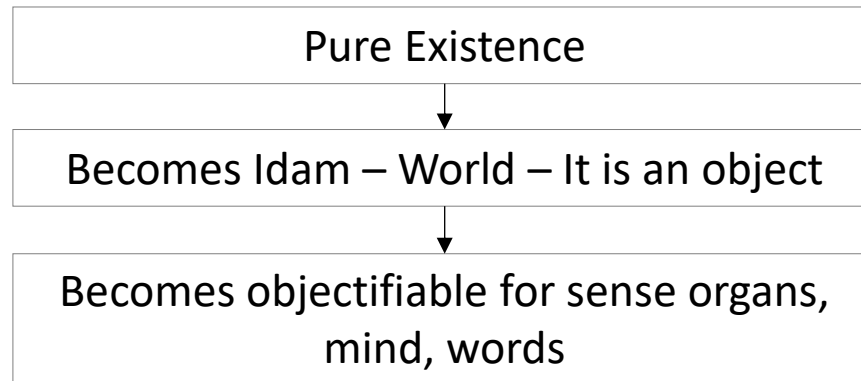 Pure Existence
Becomes Idam – World – It is an object
Becomes objectifiable for sense organs,
mind, words